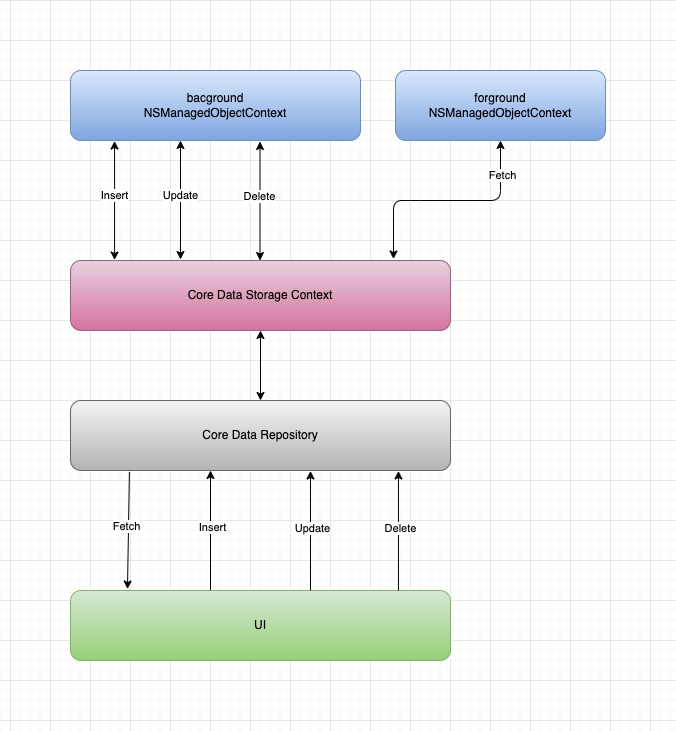 bacground
NSManagedObjectContext
forground
NSManagedObjectContext
Fetch
Insert
Update
Delete
Core Data Storage Context
Core Data Repository
Fetch
Insert
Update
Delete
UI